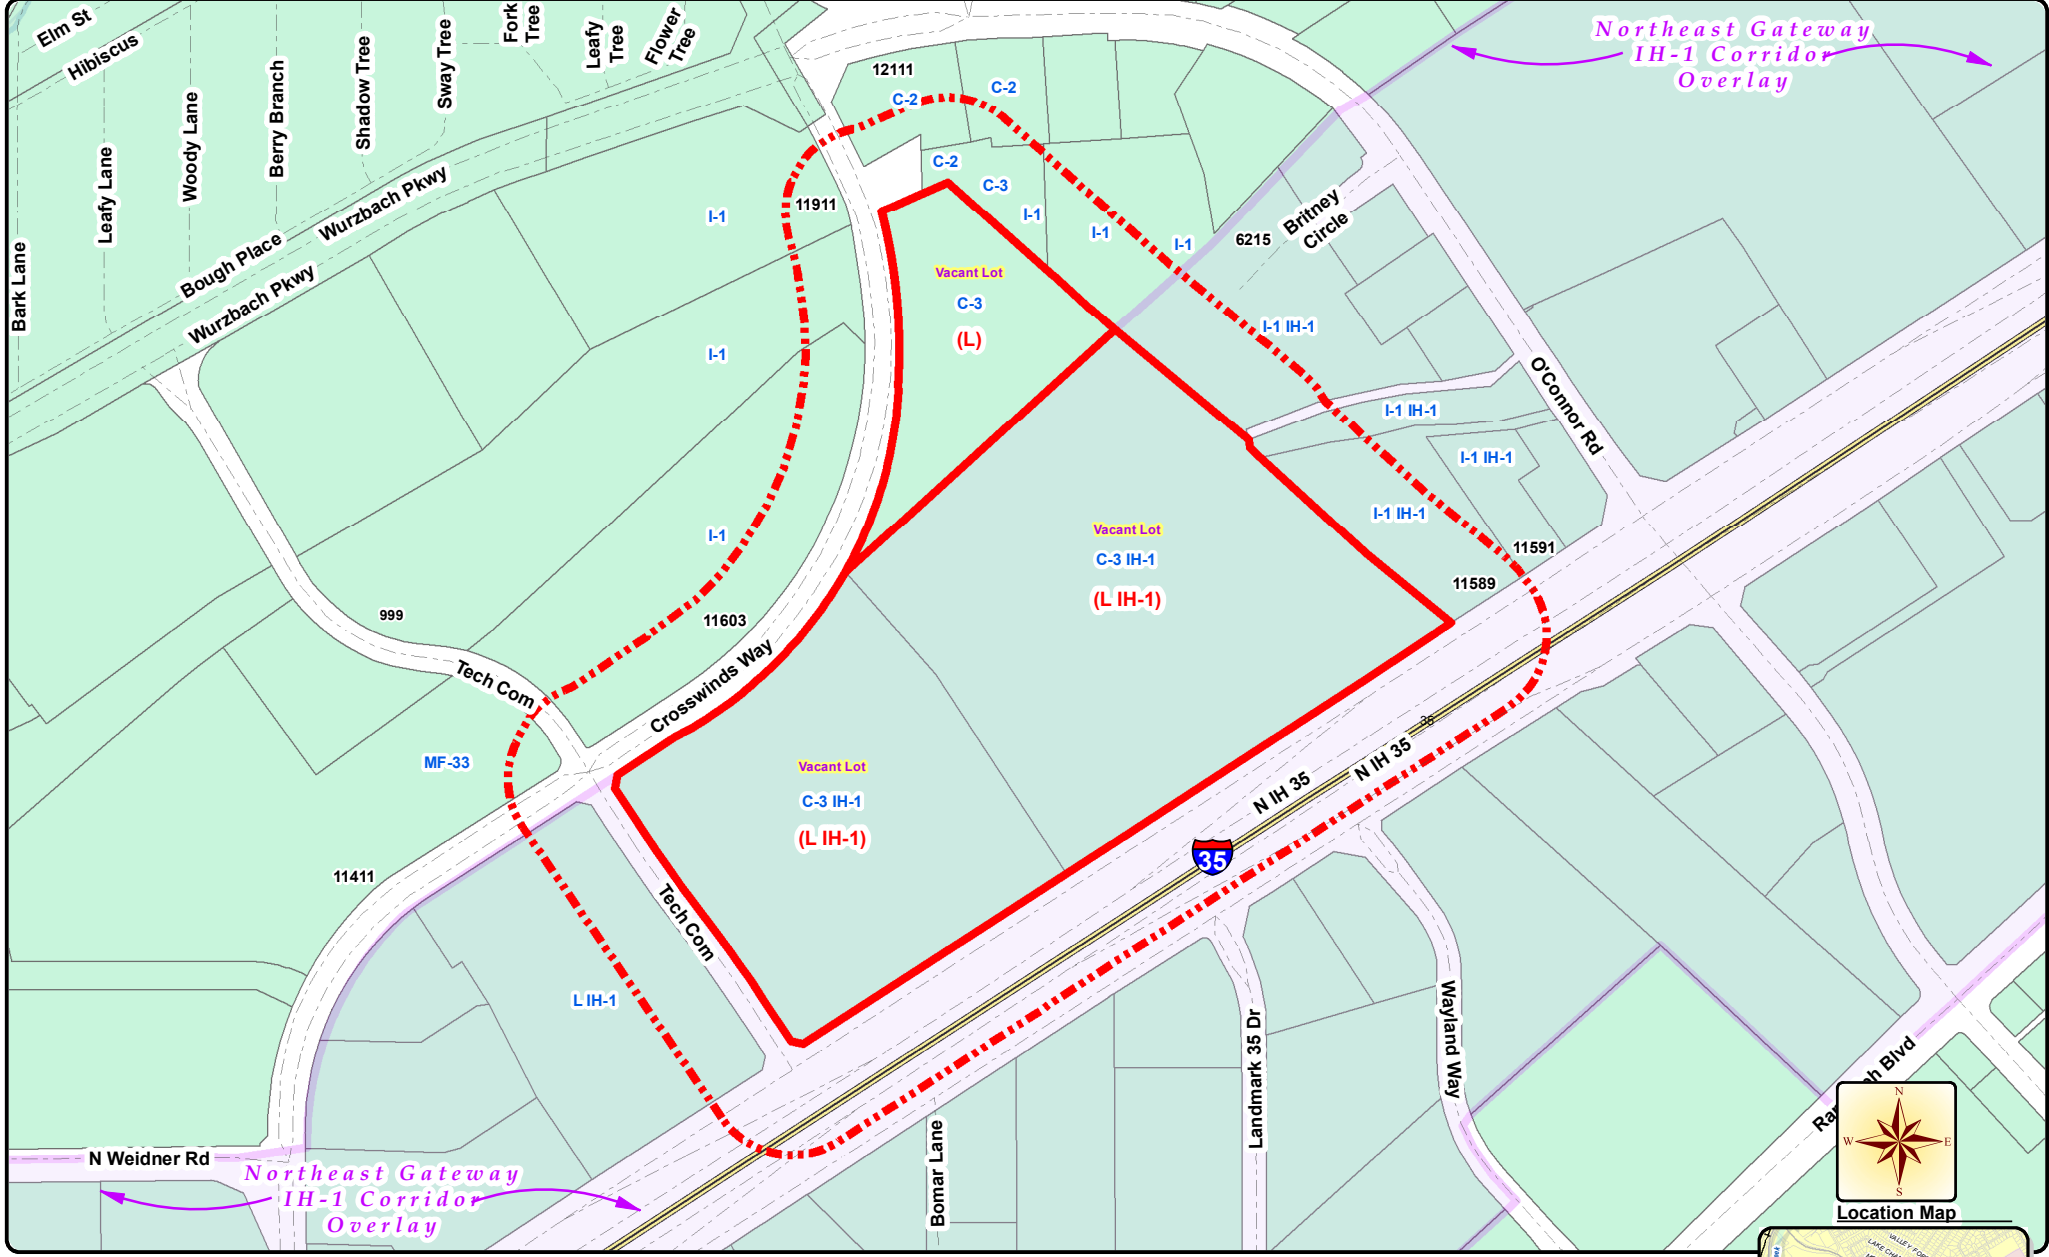 Elm St
Hibiscus
Fork
Tree
Leafy
Tree
Flower
Tree
Sway Tree
Shadow Tree
Berry Branch
Woody Lane
Leafy Lane
Bark Lane
Wurzbach Pkwy
Bough Place
Wurzbach Pkwy
Northeast Gateway
IH-1 Corridor
Overlay
12111
C-2
C-2
C-2
C-3
I-1
I-1
I-1
11911
I-1
6215
Britney
Circle
Vacant Lot
C-3
(L)
I-1 IH-1
I-1
O'Connor Rd
I-1 IH-1
I-1 IH-1
I-1 IH-1
I-1
11591
11589
Vacant Lot
C-3 IH-1
(L IH-1)
999
11603
Crosswinds Way
Tech Com
35
N IH 35
N IH 35
35
MF-33
Vacant Lot
C-3 IH-1
(L IH-1)
11411
Tech Com
L IH-1
Landmark 35 Dr
Wayland Way
Bomar Lane
N Weidner Rd
Northeast Gateway
IH-1 Corridor
Overlay
N
W
E
S
Location Map